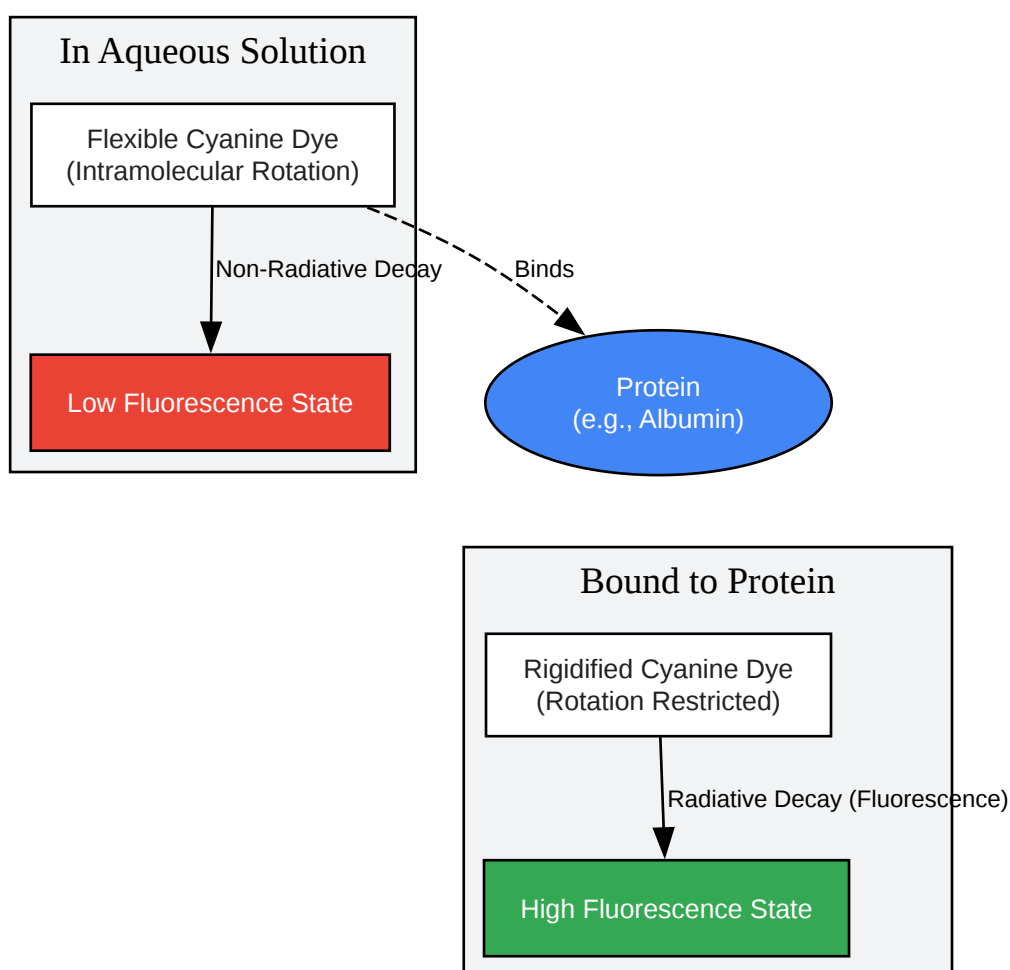 In Aqueous Solution
Flexible Cyanine Dye
(Intramolecular Rotation)
Non-Radiative Decay
Binds
Low Fluorescence State
Protein
(e.g., Albumin)
Bound to Protein
Rigidified Cyanine Dye
(Rotation Restricted)
Radiative Decay (Fluorescence)
High Fluorescence State